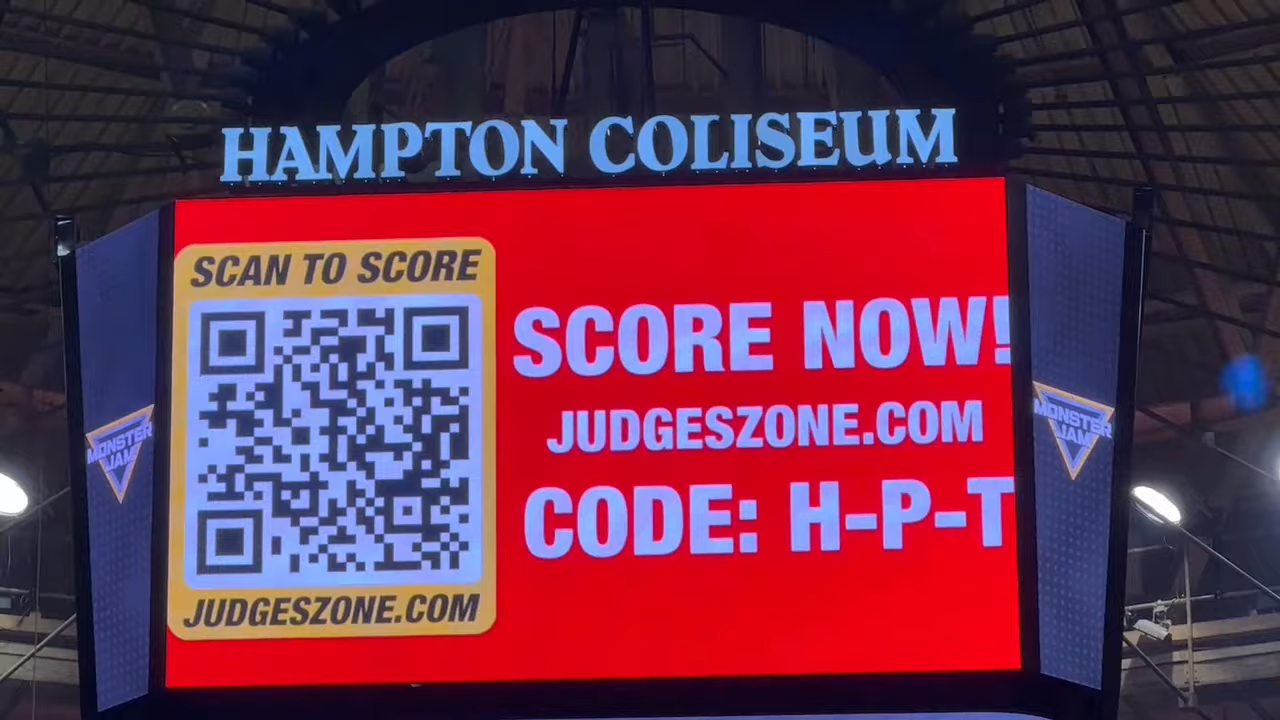 HAMPTON COLISEUM
SCAN TO SCORE
JUDGESZONE.COM
SCORE NOW!
JUDGESZONE.COM
CODE: H-P-T
MONSTER
JAM
MONSTER
JAM